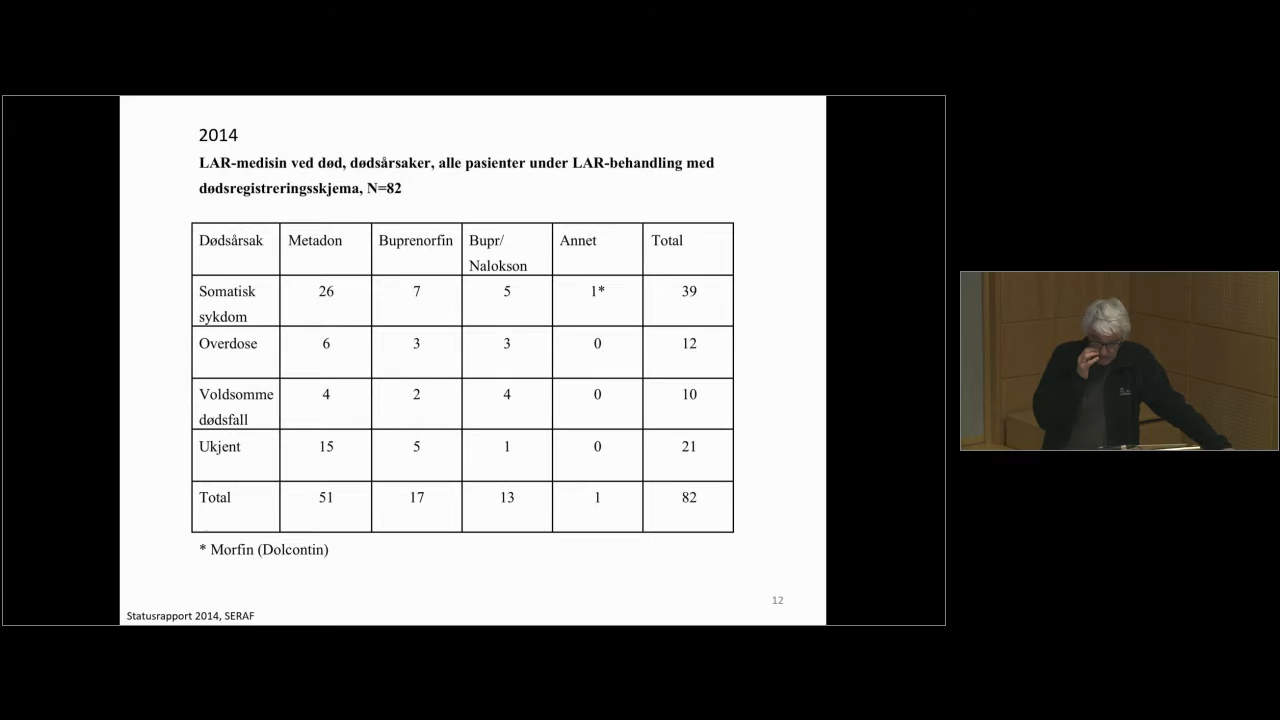 2014
LAR-medisin ved død, dødsårsaker, alle pasienter under LAR-behandling med
dødsregistreringsskjema, N=82
Dødsårsak Metadon Buprenorfin Bupr/ Annet Total
Nalokson
Somatisk 26 7 5 1* 39
sykdom
Overdose 6 3 3 0 12
Voldsomme 4 2 4 0 10
dødsfall
Ukjent 15 5 1 0 21
Total 51 17 13 1 82
* Morfin (Dolcontin)
12
Statusrapport 2014, SERAF